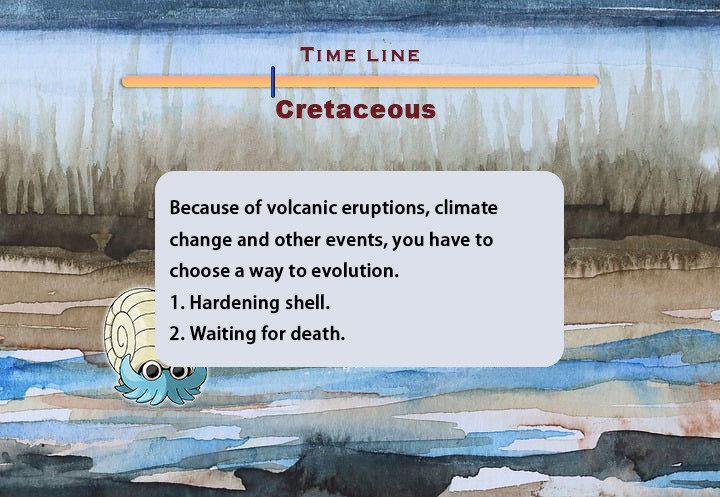 TIME LINE
Cretaceous
Because of volcanic eruptions, climate
change and other events, you have to
choose a way to evolution.
1. Hardening shell.
2. Waiting for death.